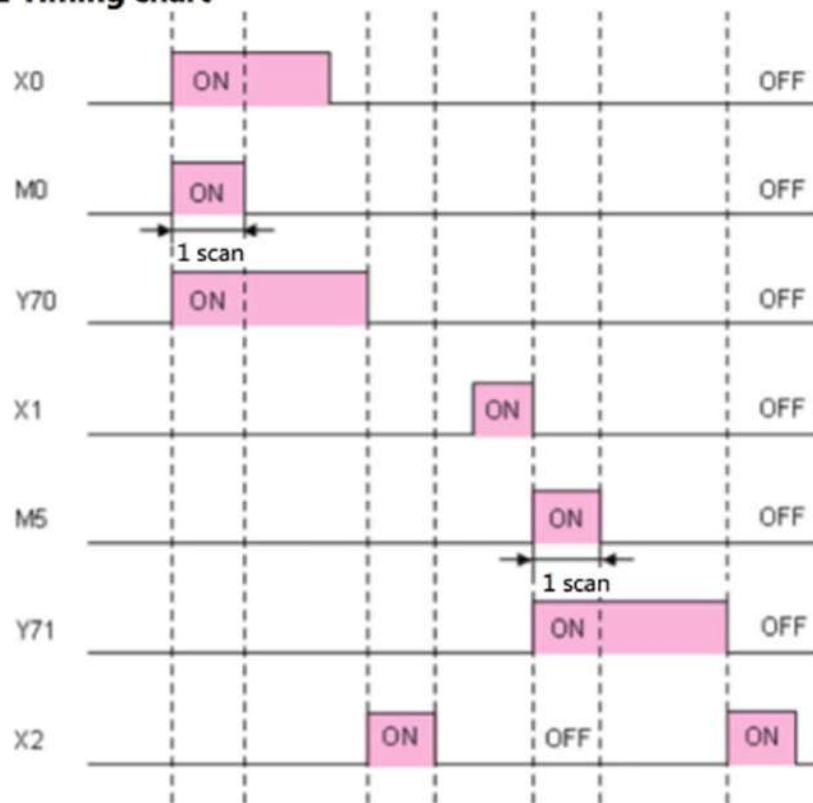 Timing Chart
X0 ON OFF
M0 ON OFF
1 scan
Y70 ON OFF
X1 ON OFF
M5 ON OFF
1 scan
Y71 ON OFF
X2 ON OFF ON